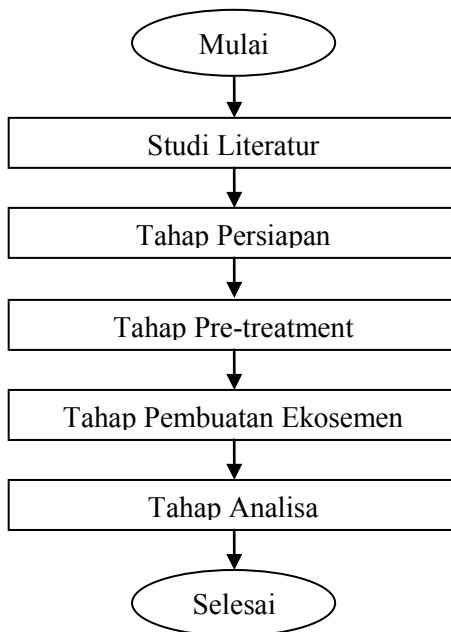 Mulai
Studi Literatur
Tahap Persiapan
Tahap Pre-treatment
Tahap Pembuatan Ekosemen
Tahap Analisa
Selesai